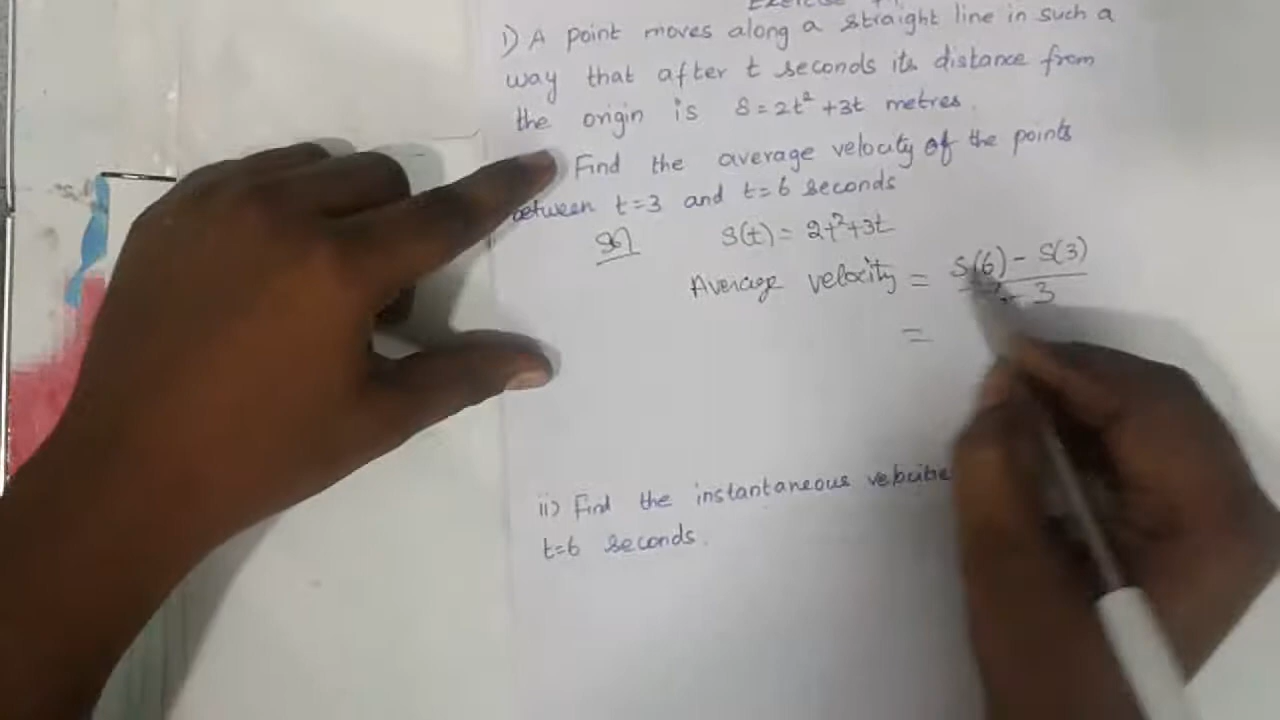 i) A point moves along a straight line in such a
way that after t seconds its distance from
the origin is S = 2t² + 3t metres.
Find the average velocity of the points
between t=3 and t=6 seconds
Sol S(t) = 2t²+3t
Average velocity = S(6) - S(3)
- 3
=
ii) Find the instantaneous
t=6 seconds.